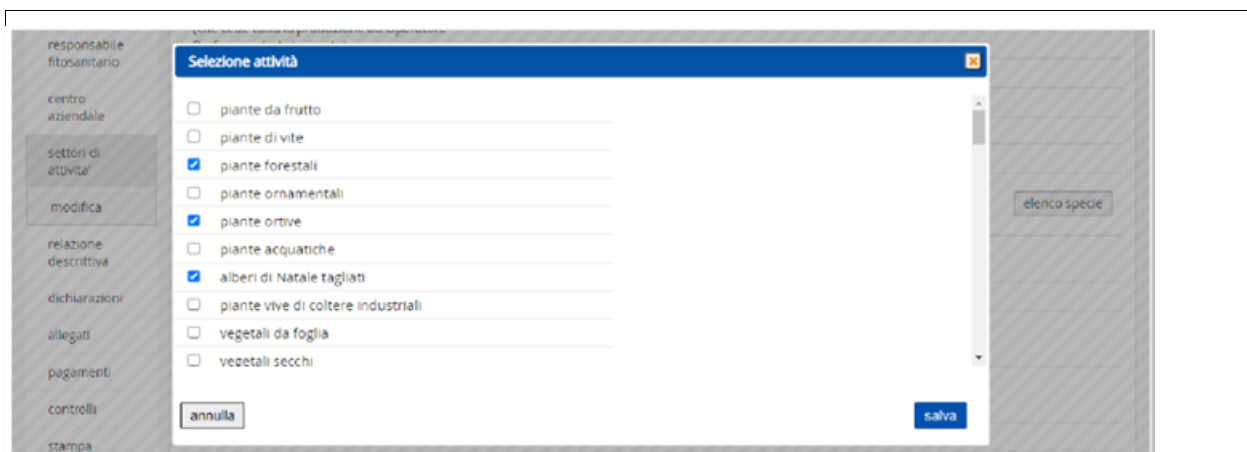 responsabile
fitosanitario
centro
aziendale
settori di
attivita'
modifica
relazione
descrittiva
dichiarazioni
allegati
pagamenti
controlli
stampa
Selezione attività
piante da frutto
piante di vite
piante forestali
piante ornamentali
piante ortive
piante acquatiche
alberi di Natale tagliati
piante vive di coltere industriali
vegetali da foglia
vegetali secchi
annulla
salva
elenco specie